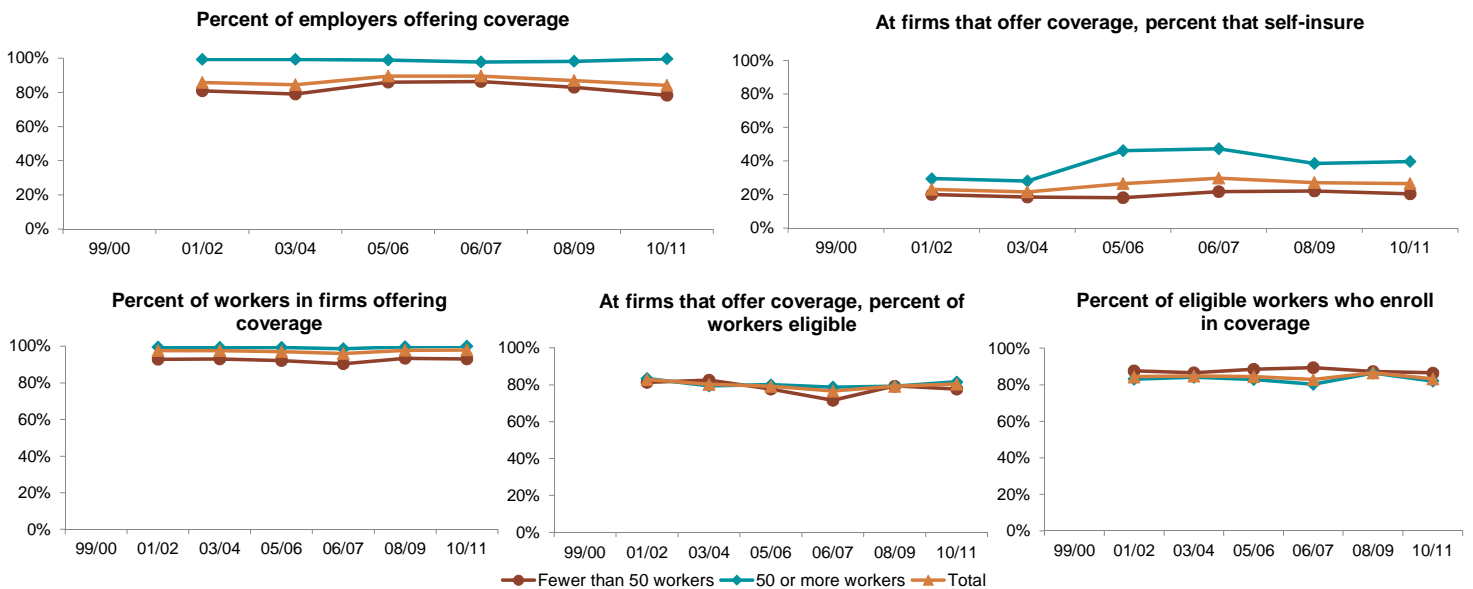 Percent of employers offering coverage
100%
80%
60%
40%
20%
0%
99/00 01/02 03/04 05/06 06/07 08/09 10/11
At firms that offer coverage, percent that self-insure
100%
80%
60%
40%
20%
0%
99/00 01/02 03/04 05/06 06/07 08/09 10/11
Percent of workers in firms offering
coverage
100%
80%
60%
40%
20%
0%
99/00 01/02 03/04 05/06 06/07 08/09 10/11
At firms that offer coverage, percent of
workers eligible
100%
80%
60%
40%
20%
0%
99/00 01/02 03/04 05/06 06/07 08/09 10/11
Percent of eligible workers who enroll
in coverage
100%
80%
60%
40%
20%
0%
99/00 01/02 03/04 05/06 06/07 08/09 10/11
Fewer than 50 workers 50 or more workers Total